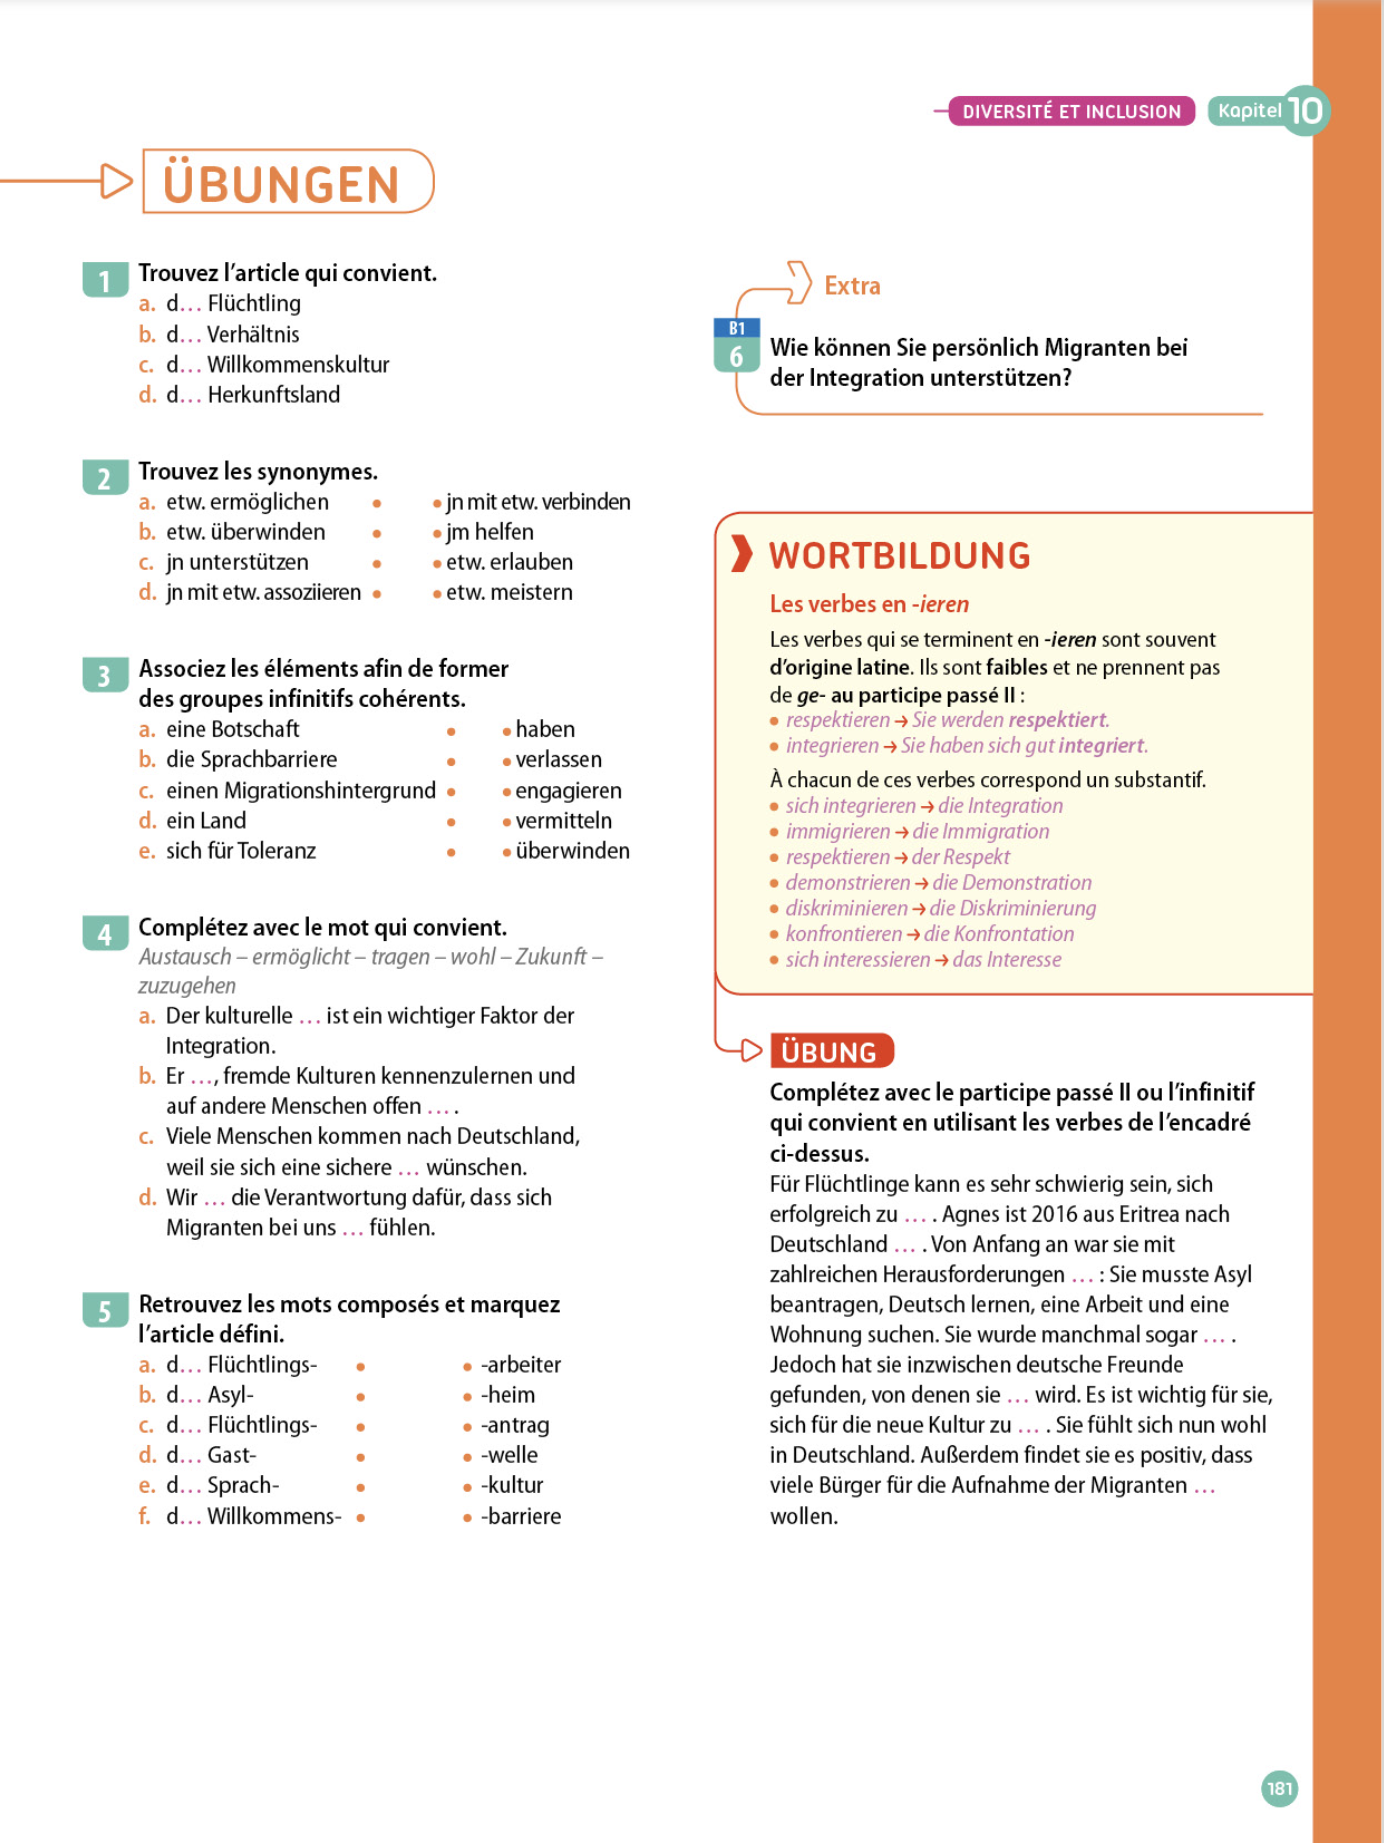 DIVERSITÉ ET INCLUSION Kapitel 10
ÜBUNGEN
1 Trouvez l'article qui convient.
a. d... Flüchtling
b. d... Verhältnis
c. d... Willkommenskultur
d. d... Herkunftsland
2 Trouvez les synonymes.
a. etw. ermöglichen • • jn mit etw. verbinden
b. etw. überwinden • • jm helfen
c. jn unterstützen • • etw. erlauben
d. jn mit etw. assoziieren • • etw. meistern
3 Associez les éléments afin de former
des groupes infinitifs cohérents.
a. eine Botschaft • • haben
b. die Sprachbarriere • • verlassen
c. einen Migrationshintergrund • • engagieren
d. ein Land • • vermitteln
e. sich für Toleranz • • überwinden
4 Complétez avec le mot qui convient.
Austausch – ermöglicht – tragen – wohl – Zukunft –
zuzugehen
a. Der kulturelle ... ist ein wichtiger Faktor der
Integration.
b. Er ..., fremde Kulturen kennenzulernen und
auf andere Menschen offen ... .
c. Viele Menschen kommen nach Deutschland,
weil sie sich eine sichere ... wünschen.
d. Wir ... die Verantwortung dafür, dass sich
Migranten bei uns ... fühlen.
5 Retrouvez les mots composés et marquez
l'article défini.
a. d... Flüchtlings- • • -arbeiter
b. d... Asyl- • • -heim
c. d... Flüchtlings- • • -antrag
d. d... Gast- • • -welle
e. d... Sprach- • • -kultur
f. d... Willkommens- • • -barriere
Extra
B1
6 Wie können Sie persönlich Migranten bei
der Integration unterstützen?
WORTBILDUNG
Les verbes en -ieren
Les verbes qui se terminent en -ieren sont souvent
d'origine latine. Ils sont faibles et ne prennent pas
de ge- au participe passé II :
• respektieren → Sie werden respektiert.
• integrieren → Sie haben sich gut integriert.
À chacun de ces verbes correspond un substantif.
• sich integrieren → die Integration
• immigrieren → die Immigration
• respektieren → der Respekt
• demonstrieren → die Demonstration
• diskriminieren → die Diskriminierung
• konfrontieren → die Konfrontation
• sich interessieren → das Interesse
ÜBUNG
Complétez avec le participe passé II ou l'infinitif
qui convient en utilisant les verbes de l'encadré
ci-dessus.
Für Flüchtlinge kann es sehr schwierig sein, sich
erfolgreich zu ... . Agnes ist 2016 aus Eritrea nach
Deutschland ... . Von Anfang an war sie mit
zahlreichen Herausforderungen ... : Sie musste Asyl
beantragen, Deutsch lernen, eine Arbeit und eine
Wohnung suchen. Sie wurde manchmal sogar ... .
Jedoch hat sie inzwischen deutsche Freunde
gefunden, von denen sie ... wird. Es ist wichtig für sie,
sich für die neue Kultur zu ... . Sie fühlt sich nun wohl
in Deutschland. Außerdem findet sie es positiv, dass
viele Bürger für die Aufnahme der Migranten ...
wollen.
181